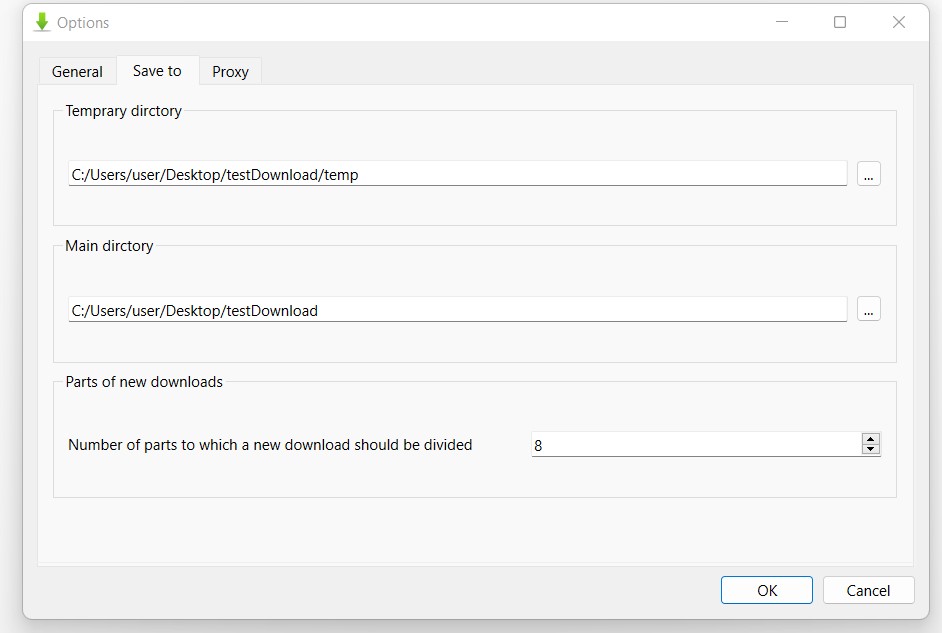 Options
General Save to Proxy
Temprary dirctory
C:/Users/user/Desktop/testDownload/temp ...
Main dirctory
C:/Users/user/Desktop/testDownload ...
Parts of new downloads
Number of parts to which a new download should be divided 8
OK Cancel